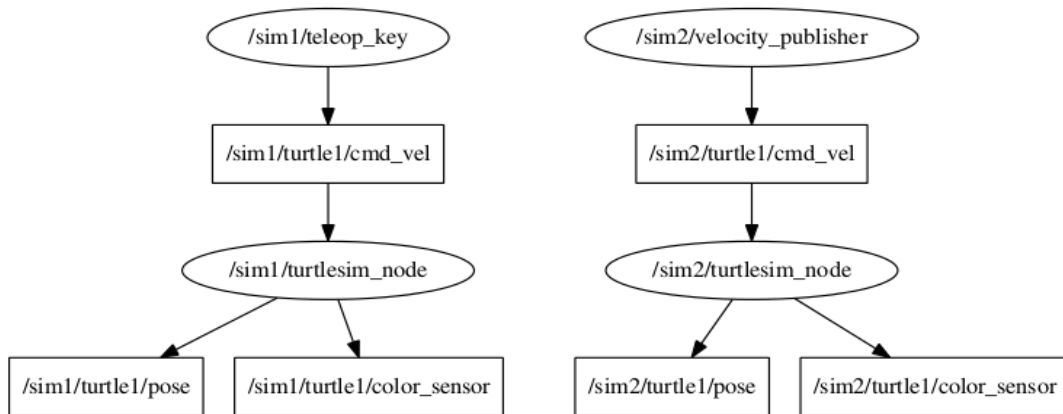 /sim1/teleop_key
/sim2/velocity_publisher
/sim1/turtle1/cmd_vel
/sim2/turtle1/cmd_vel
/sim1/turtlesim_node
/sim2/turtlesim_node
/sim1/turtle1/pose
/sim1/turtle1/color_sensor
/sim2/turtle1/pose
/sim2/turtle1/color_sensor